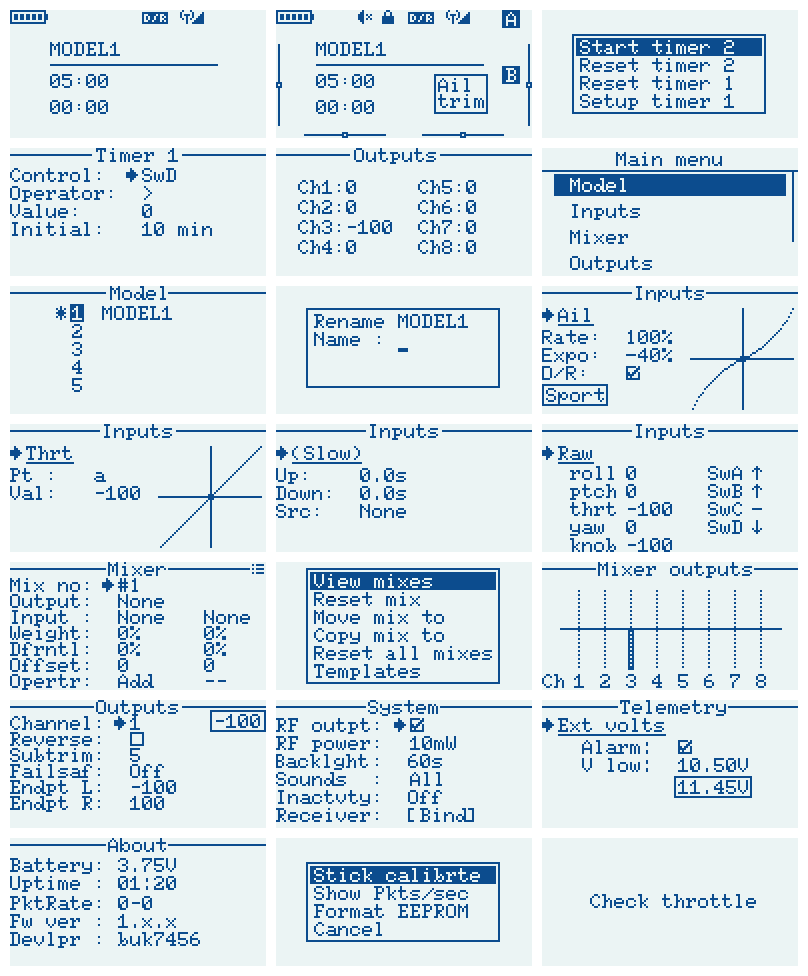 D/R
MODEL1
05:00
00:00
D/R
A
MODEL1
05:00
B
Ail
trim
00:00
Start timer 2
Reset timer 2
Reset timer 1
Setup timer 1
Timer 1
Control: SwD
Operator: >
Value: 0
Initial: 10 min
Outputs
Ch1:0 Ch5:0
Ch2:0 Ch6:0
Ch3:-100 Ch7:0
Ch4:0 Ch8:0
Main menu
Model
Inputs
Mixer
Outputs
Model
*1 MODEL1
2
3
4
5
Rename MODEL1
Name : _
Inputs
Ail
Rate: 100%
Expo: -40%
D/R:
Sport
Inputs
Thrt
Pt : a
Val: -100
Inputs
(Slow)
Up: 0.0s
Down: 0.0s
Src: None
Inputs
Raw
roll 0 SwA ↑
ptch 0 SwB ↑
thrt -100 SwC -
yaw 0 SwD ↓
knob -100
Mixer
Mix no: #1
Output: None
Input : None None
Weight: 0% 0%
Dfrntl: 0% 0%
Offset: 0 0
Opertr: Add --
View mixes
Reset mix
Move mix to
Copy mix to
Reset all mixes
Templates
Mixer outputs
Ch 1 2 3 4 5 6 7 8
Outputs
Channel: 1 -100
Reverse:
Subtrim: 5
Failsaf: Off
Endpt L: -100
Endpt R: 100
System
RF outpt:
RF power: 10mW
Backlght: 60s
Sounds : All
Inactvty: Off
Receiver: [Bind]
Telemetry
Ext volts
Alarm:
V low: 10.50V
11.45V
About
Battery: 3.75V
Uptime : 01:20
PktRate: 0-0
Fw ver : 1.x.x
Devlpr : buk7456
Stick calibrte
Show Pkts/sec
Format EEPROM
Cancel
Check throttle